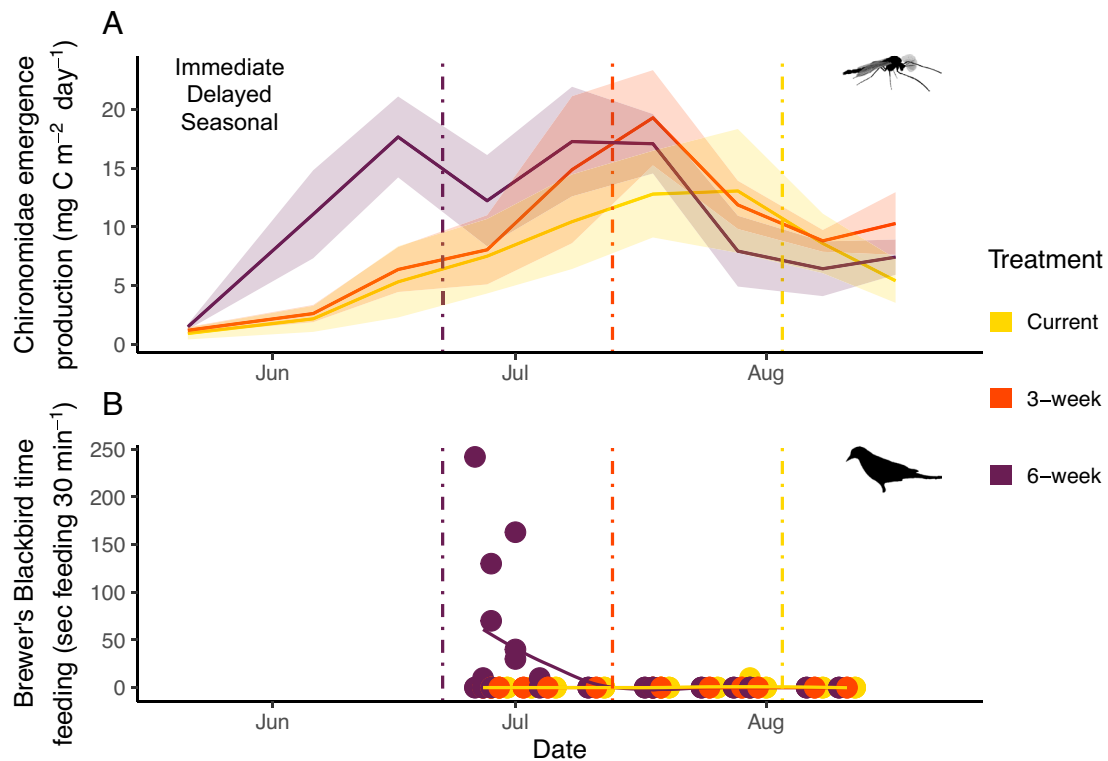 A
Chironomidae emergence
production (mg C m⁻² day⁻¹)
Immediate
Delayed
Seasonal
20
15
10
5
0
Jun
Jul
Aug
B
Brewer's Blackbird time
feeding (sec feeding 30 min⁻¹)
250
200
150
100
50
0
Jun
Jul
Aug
Date
Treatment
Current
3−week
6−week